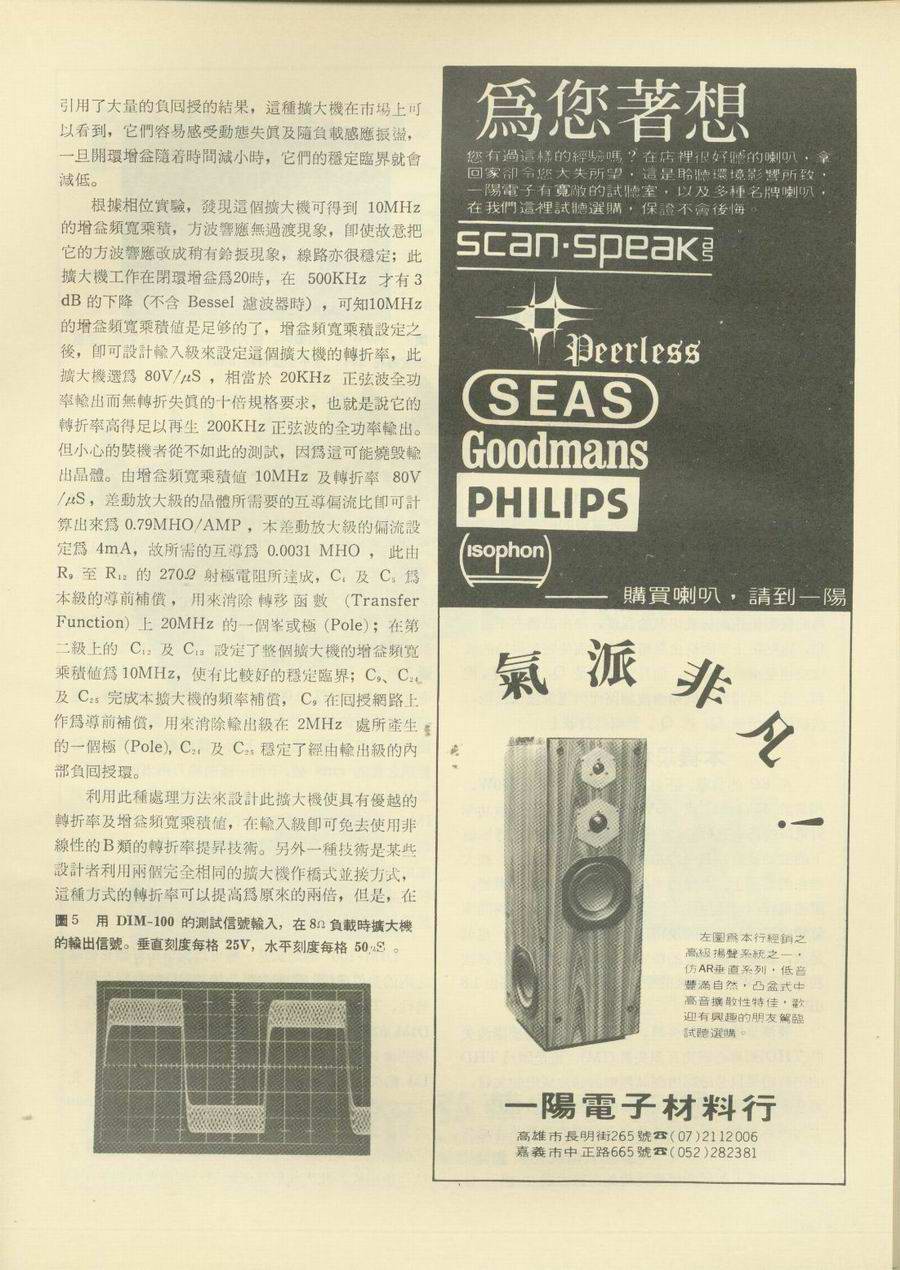 引用了大量的負回授的結果，這種擴大機在市場上可
以看到，它們容易感受動態失眞及隨負載感應振盪，
一旦開環增益隨着時間減小時，它們的穩定臨界就會
減低。
根據相位實驗，發現這個擴大機可得到 10MHz
的增益頻寬乘積，方波響應無過渡現象，卽使故意把
它的方波響應改成稍有鈴振現象，線路亦很穩定；此
擴大機工作在閉環增益爲20時，在 500KHz 才有 3
dB 的下降（不含 Bessel 濾波器時），可知10MHz
的增益頻寬乘積値是足够的了，增益頻寬乘積設定之
後，卽可設計輸入級來設定這個擴大機的轉折率，此
擴大機選爲 80V/μS ，相當於 20KHz 正弦波全功
率輸出而無轉折失眞的十倍規格要求，也就是說它的
轉折率高得足以再生 200KHz 正弦波的全功率輸出。
但小心的裝機者從不如此的測試，因爲這可能燒毀輸
出晶體。由增益頻寬乘積値 10MHz 及轉折率 80V
/μS，差動放大級的晶體所需要的互導偏流比卽可計
算出來爲 0.79MHO/AMP ，本差動放大級的偏流設
定爲 4mA，故所需的互導爲 0.0031 MHO ，此由
R₉ 至 R₁₂ 的 270Ω 射極電阻所達成，C₄ 及 C₅ 爲
本級的導前補償，用來消除轉移函數 (Transfer
Function) 上 20MHz 的一個峯或極 (Pole)；在第
二級上的 C₁₂ 及 C₁₃ 設定了整個擴大機的增益頻寬
乘積値爲 10MHz，使有比較好的穩定臨界；C₉、C₂₄
及 C₂₅ 完成本擴大機的頻率補償，C₉ 在回授網路上
作爲導前補償，用來消除輸出級在 2MHz 處所產生
的一個極 (Pole), C₂₄ 及 C₂₅ 穩定了經由輸出級的內
部負回授環。
利用此種處理方法來設計此擴大機使具有優越的
轉折率及增益頻寬乘積値，在輸入級卽可免去使用非
線性的B類的轉折率提昇技術。另外一種技術是某些
設計者利用兩個完全相同的擴大機作橋式並接方式，
這種方式的轉折率可以提高爲原來的兩倍，但是，在
圖5 用 DIM-100 的測試信號輸入，在 8Ω 負載時擴大機
的輸出信號。垂直刻度每格 25V，水平刻度每格 50μS 。
爲您著想
您有過這樣的經驗嗎？在店裡很好聽的喇叭，拿
回家卻令您大失所望，這是聆聽環境影響所致，
一陽電子有寬敞的試聽室，以及多種名牌喇叭，
在我們這裡試聽選購，保證不會後悔。
scan·speak a/s
Peerless
SEAS
Goodmans
PHILIPS
isophon
——購買喇叭，請到一陽
氣派非凡！
左圖爲本行經銷之
高級揚聲系統之一，
仿AR垂直系列，低音
豐滿自然，凸盆式中
高音擴散性特佳，歡
迎有興趣的朋友駕臨
試聽選購。
一陽電子材料行
高雄市長明街265號☎(07)2112006
嘉義市中正路665號☎(052)282381